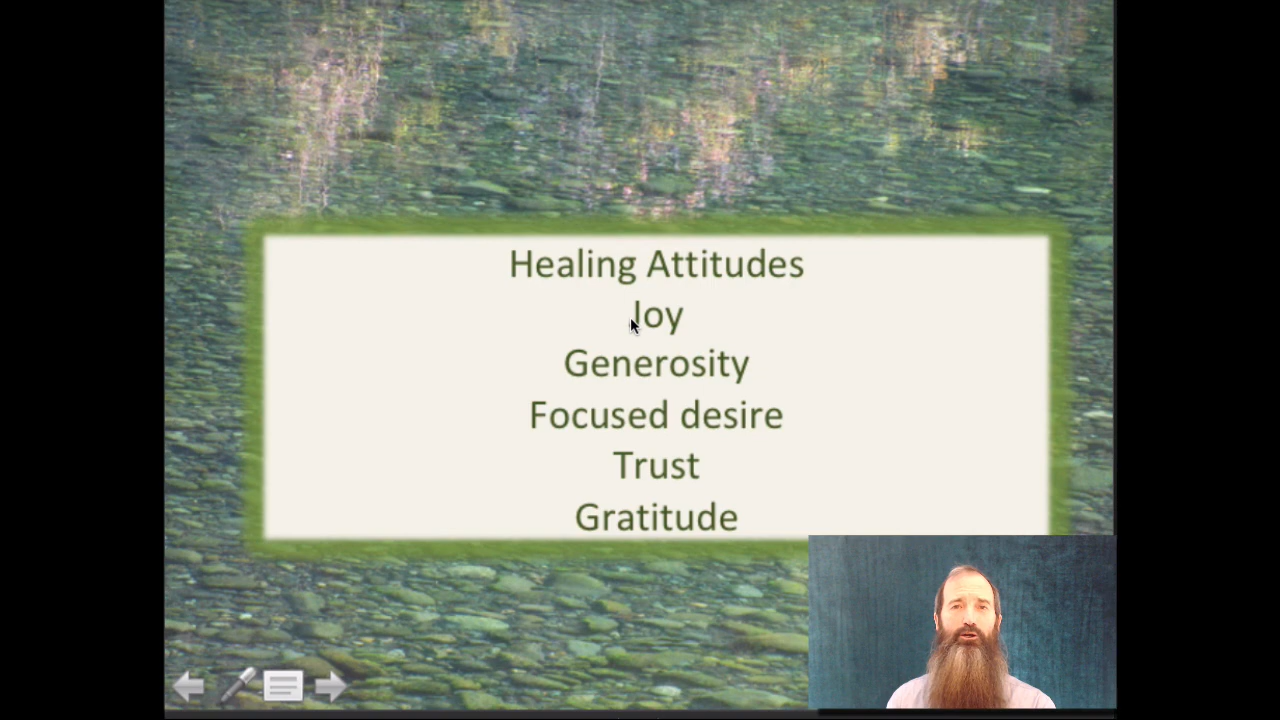 Healing Attitudes
Joy
Generosity
Focused desire
Trust
Gratitude